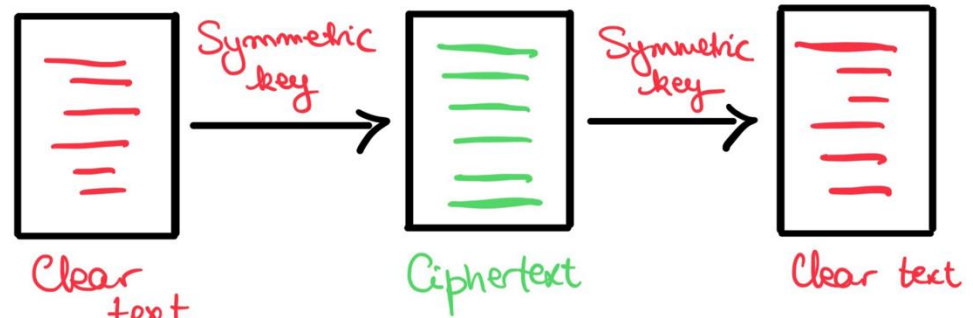 Symmetric
key
Symmetric
key
Clear
text
Ciphertext
Clear text